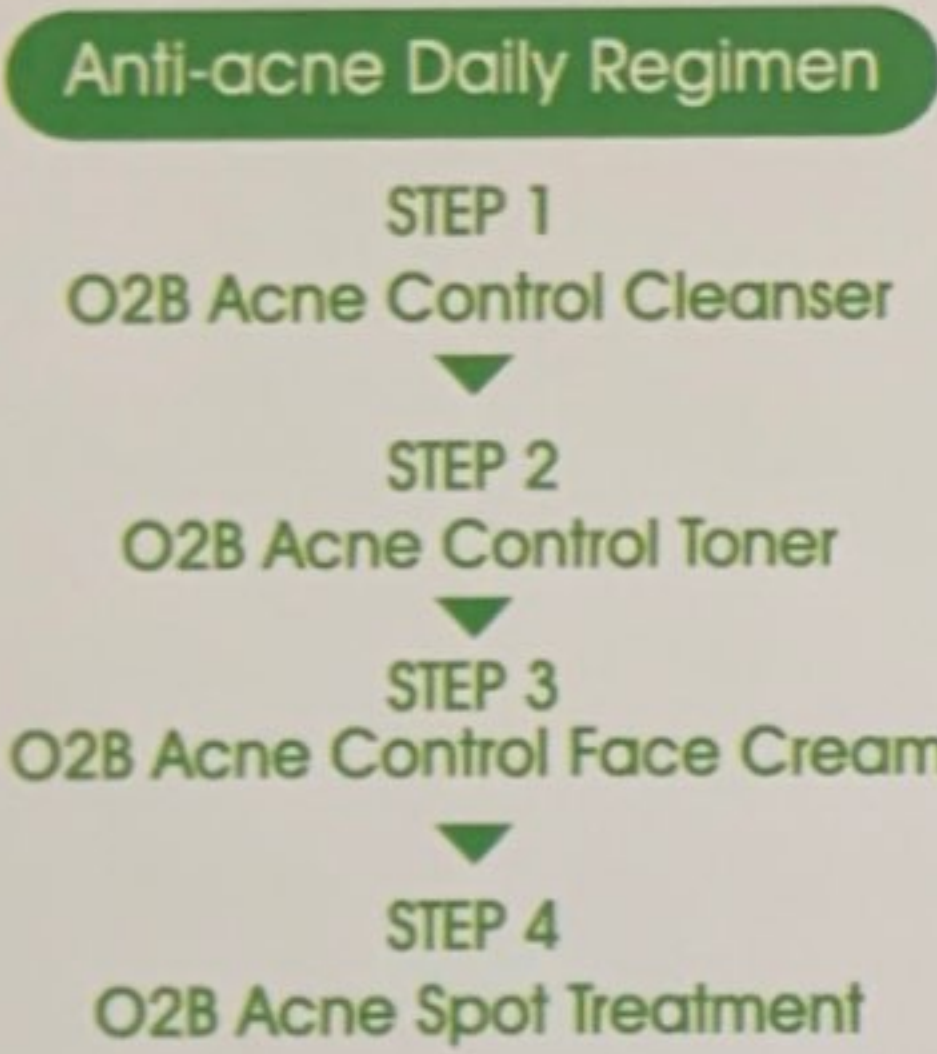 Anti-acne Daily Regimen
STEP 1
O2B Acne Control Cleanser
STEP 2
O2B Acne Control Toner
STEP 3
O2B Acne Control Face Cream
STEP 4
O2B Acne Spot Treatment